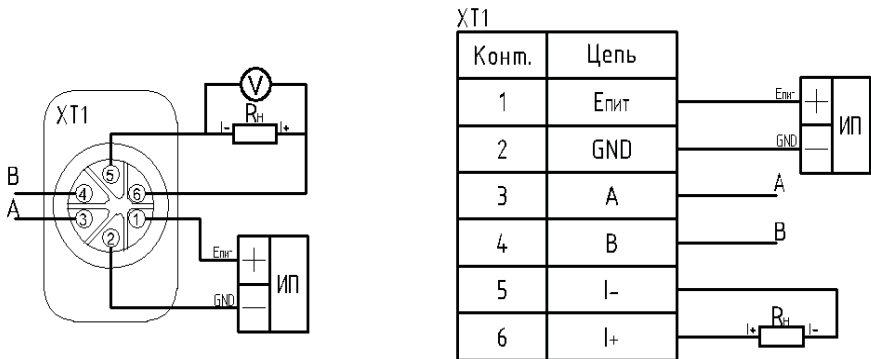 XT1
V
I- Rн I+
B
A
5
4
6
3
1
2
Eпит
+
GND
−
ИП
XT1
Конт. Цепь
1 Eпит
2 GND
3 A
4 B
5 I-
6 I+
Eпит +
GND −
ИП
A
B
I+ Rн I-